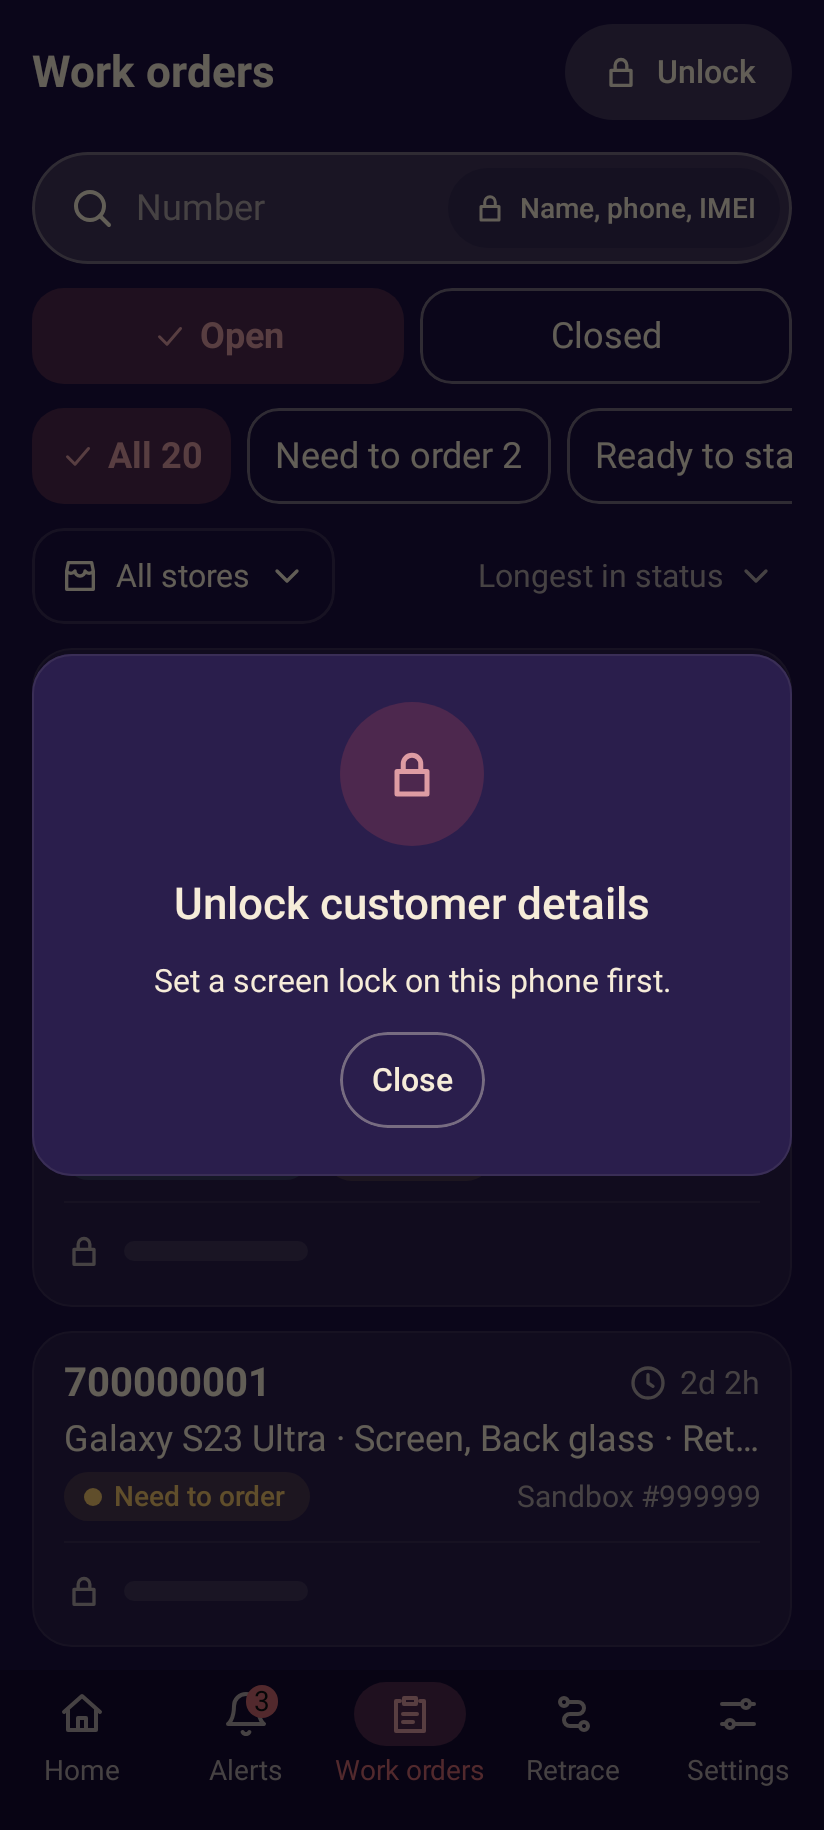 Work orders
Unlock
Number
Name, phone, IMEI
Open
Closed
All 20
Need to order 2
Ready to sta
All stores
Longest in status
Unlock customer details
Set a screen lock on this phone first.
Close
700000001
2d 2h
Galaxy S23 Ultra · Screen, Back glass · Ret…
Need to order
Sandbox #999999
3
Home
Alerts
Work orders
Retrace
Settings